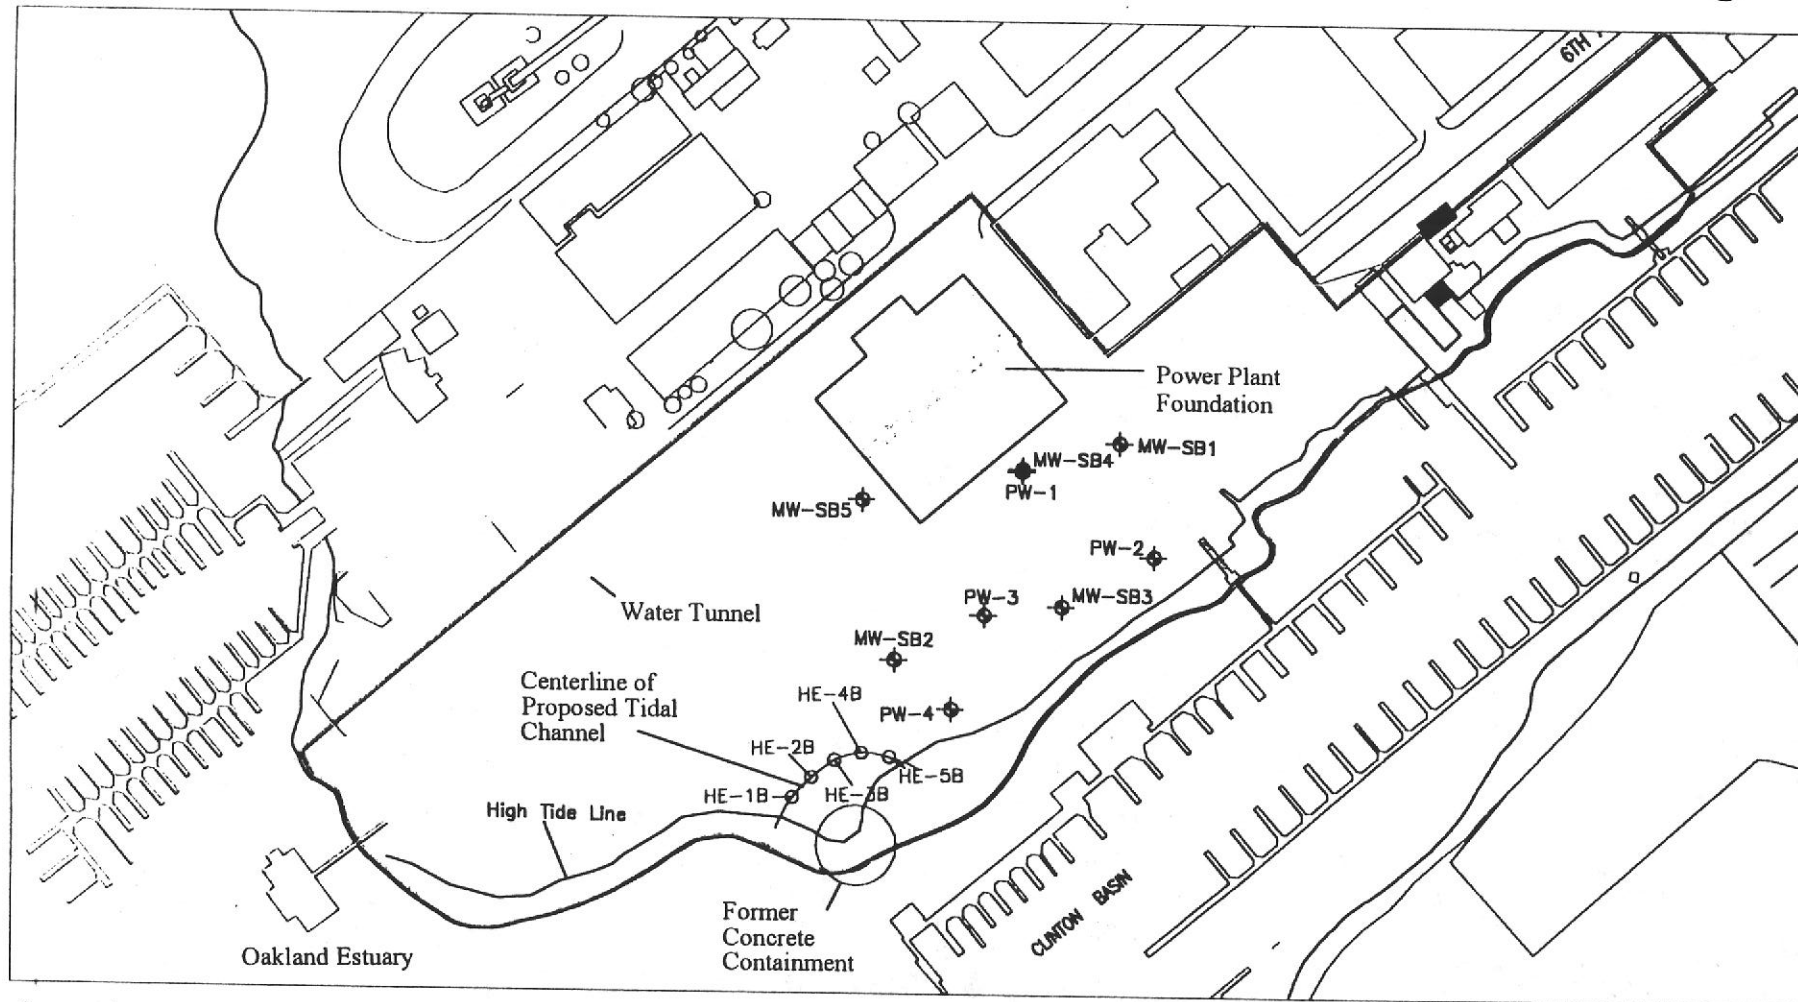 6TH
Power Plant
Foundation
MW-SB1
MW-SB4
PW-1
MW-SB5
PW-2
MW-SB3
PW-3
Water Tunnel
MW-SB2
Centerline of
Proposed Tidal
Channel
HE-4B
PW-4
HE-2B
HE-5B
HE-1B
HE-3B
High Tide Line
Former
Concrete
Containment
CLINTON BASIN
Oakland Estuary